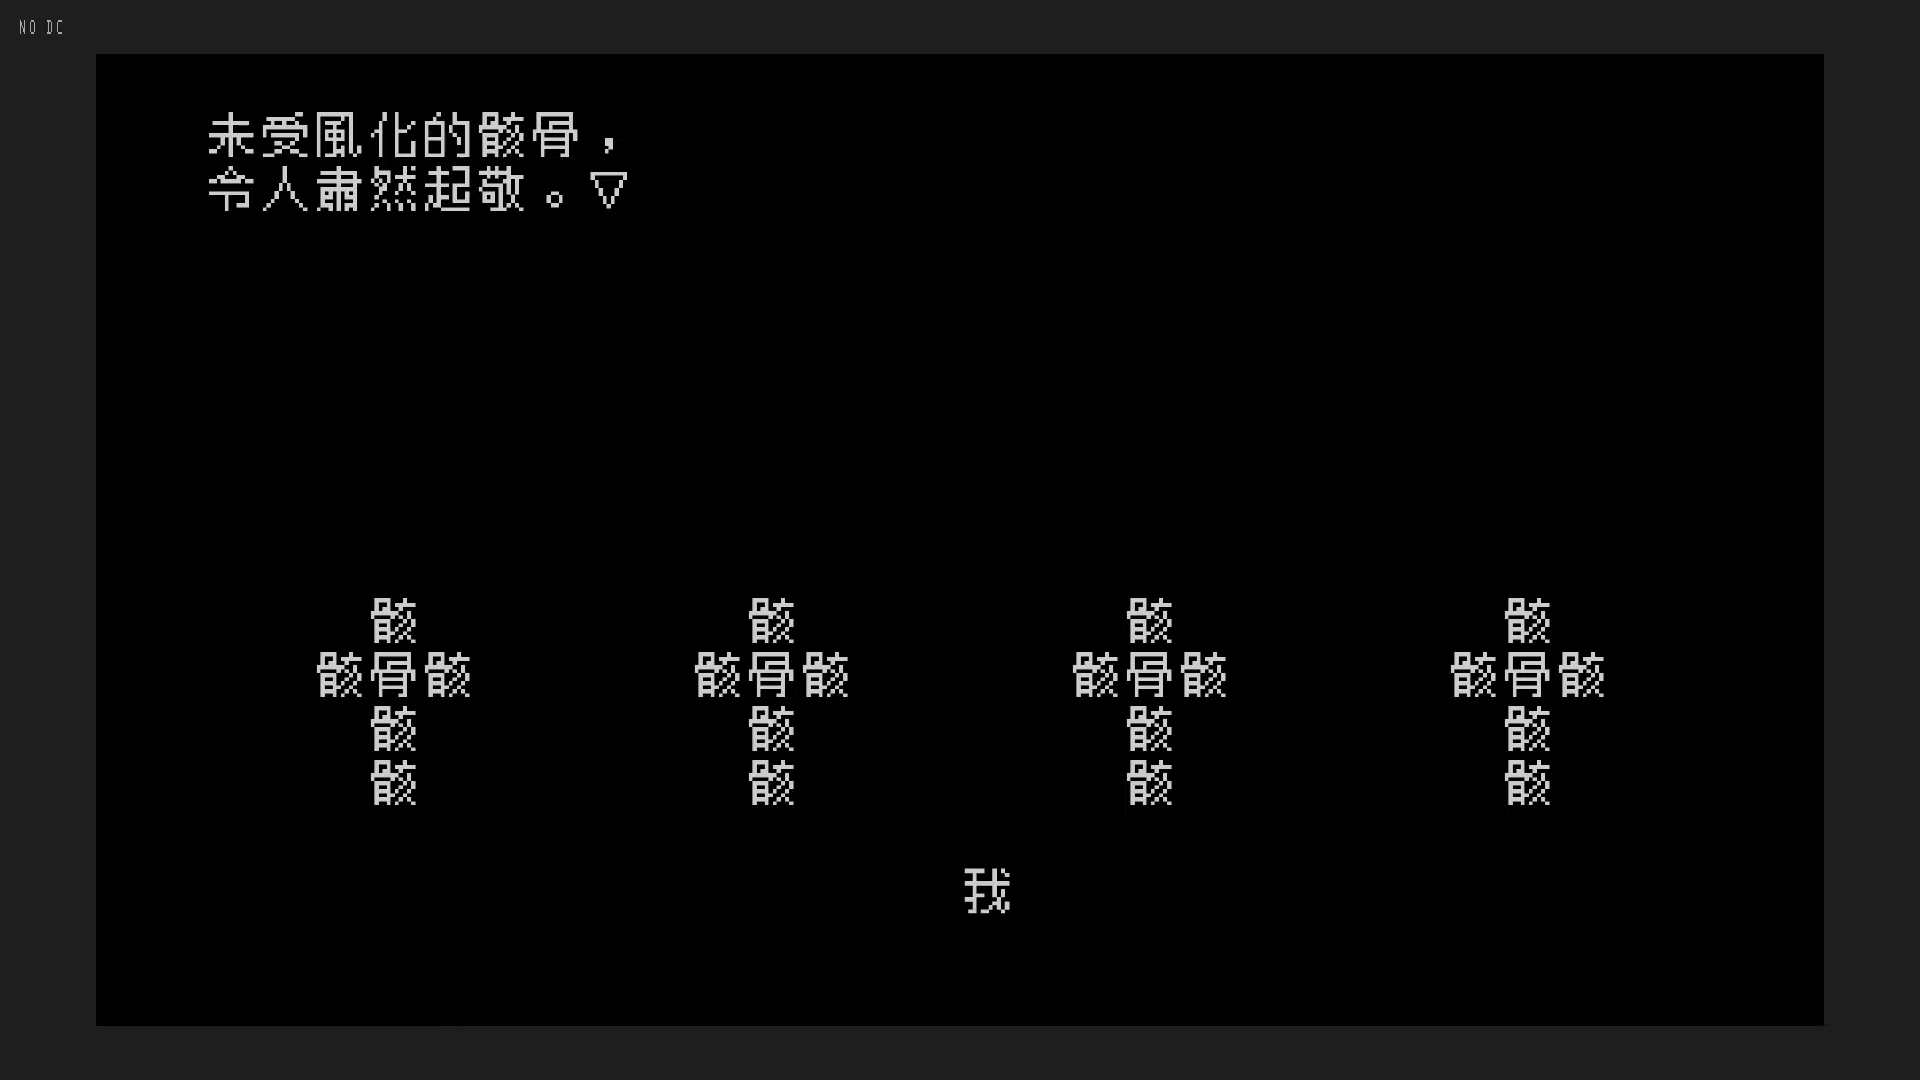 NO DC
未受風化的骸骨，
令人肅然起敬。▽
骸 骸 骸 骸
骸骨骸 骸骨骸 骸骨骸 骸骨骸
骸 骸 骸 骸
骸 骸 骸 骸
我